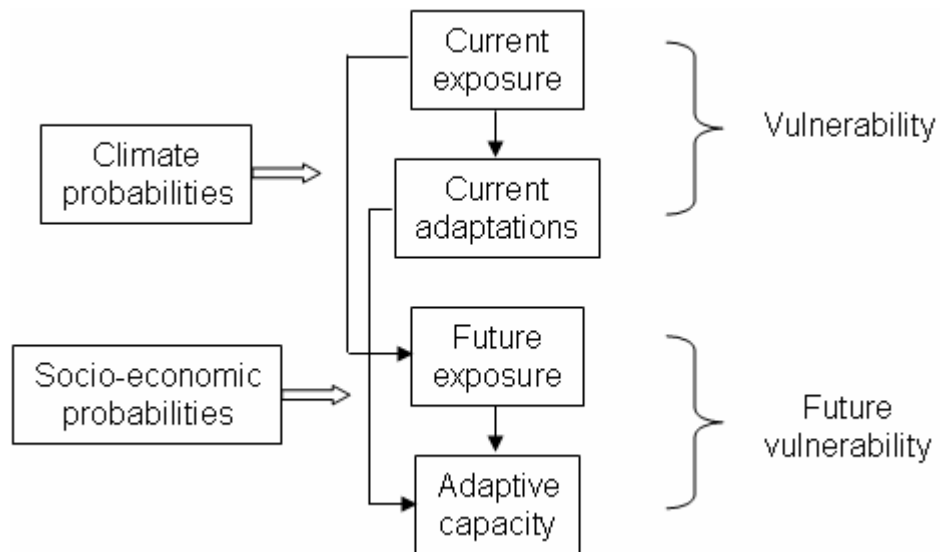 Current
exposure
Vulnerability
Climate
probabilities
Current
adaptations
Future
exposure
Socio-economic
probabilities
Future
vulnerability
Adaptive
capacity